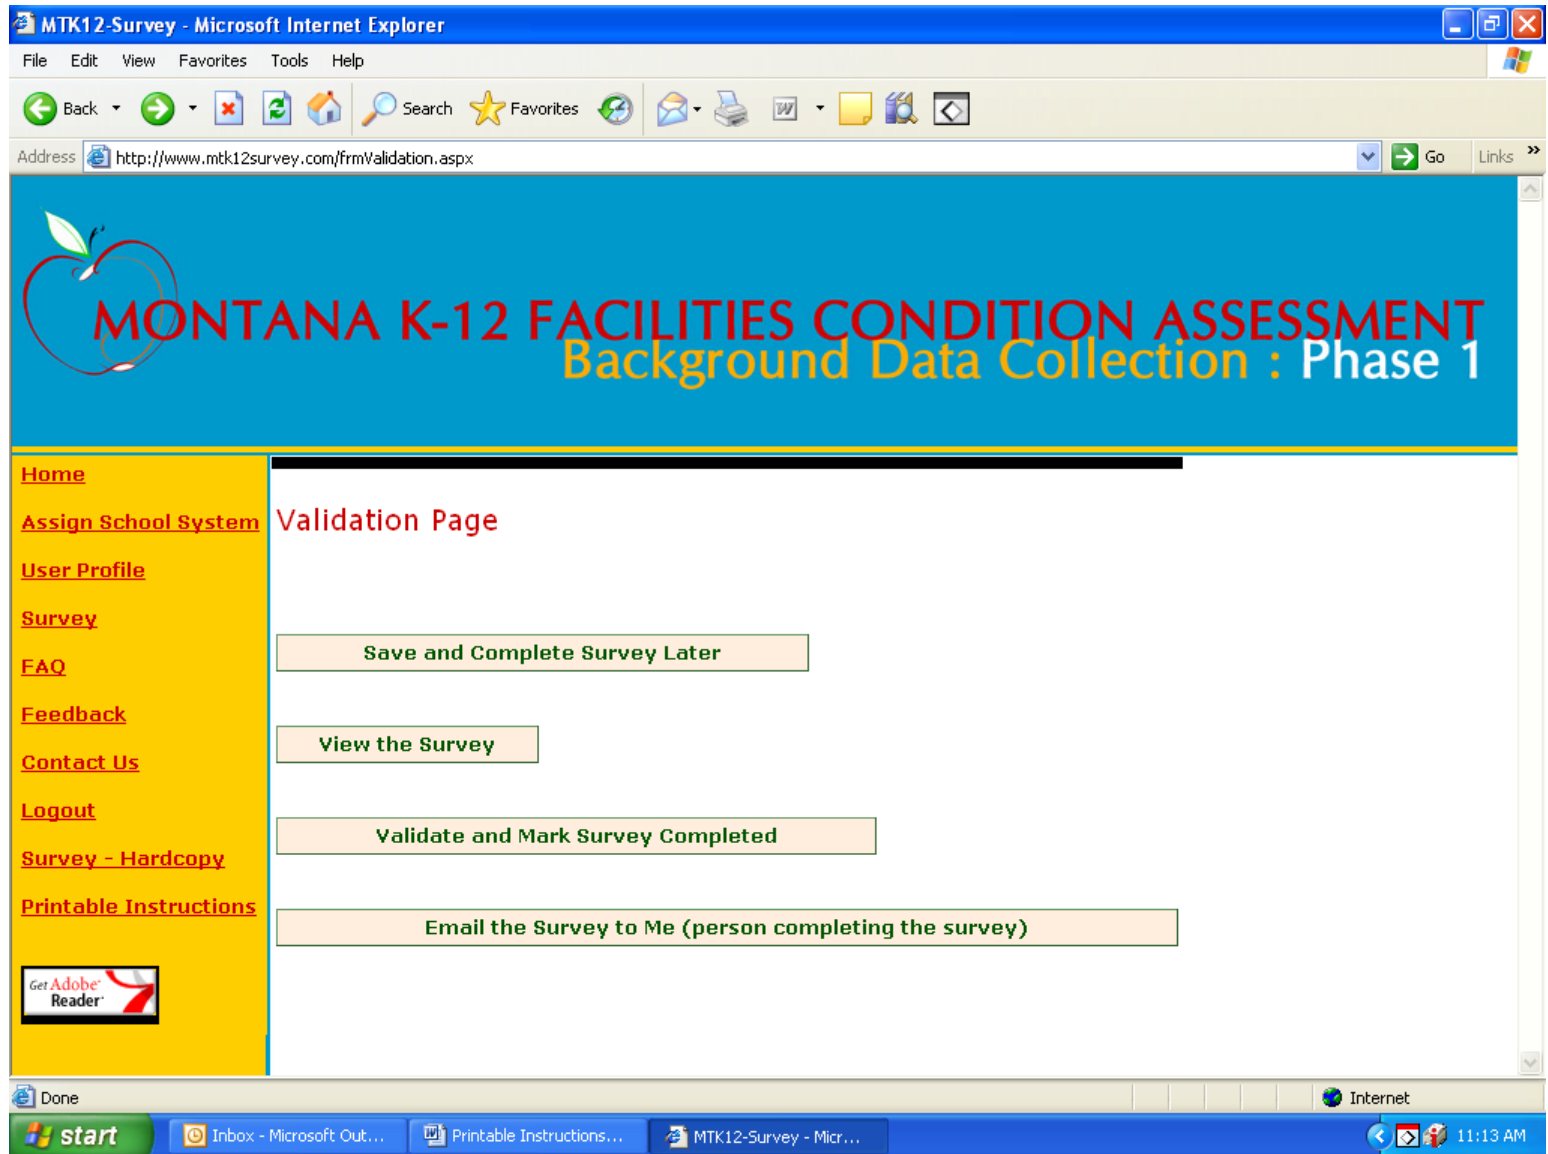 MTK12-Survey - Microsoft Internet Explorer
File Edit View Favorites Tools Help
Back Search Favorites W
Address http://www.mtk12survey.com/frmValidation.aspx Go Links »
MONTANA K-12 FACILITIES CONDITION ASSESSMENT
Background Data Collection : Phase 1
Home
Assign School System
User Profile
Survey
FAQ
Feedback
Contact Us
Logout
Survey - Hardcopy
Printable Instructions
Get Adobe
Reader
Validation Page
Save and Complete Survey Later
View the Survey
Validate and Mark Survey Completed
Email the Survey to Me (person completing the survey)
Done Internet
start Inbox - Microsoft Out... Printable Instructions... MTK12-Survey - Micr... 11:13 AM